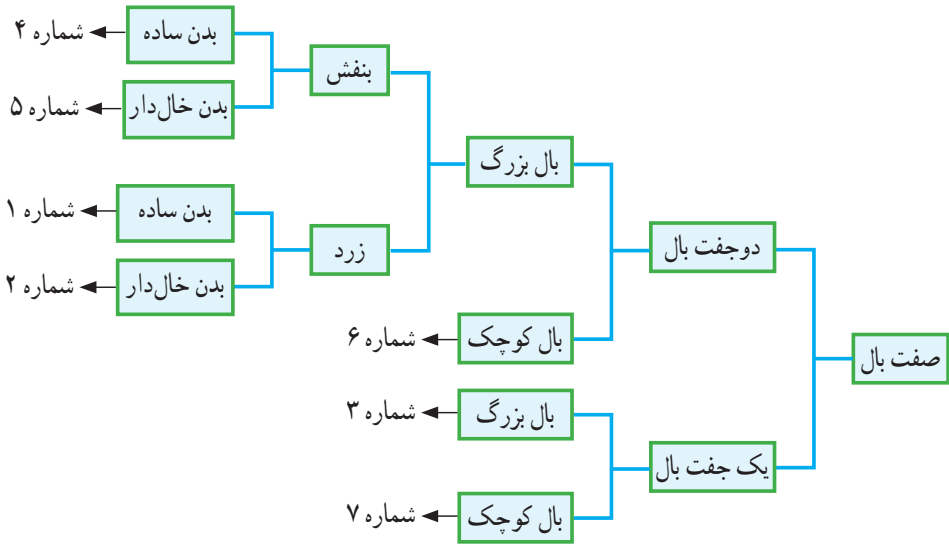 صفت بال
دوجفت بال
بال بزرگ
بنفش
بدن ساده
شماره ۴
بدن خال‌دار
شماره ۵
زرد
بدن ساده
شماره ۱
بدن خال‌دار
شماره ۲
بال کوچک
شماره ۶
یک جفت بال
بال بزرگ
شماره ۳
بال کوچک
شماره ۷